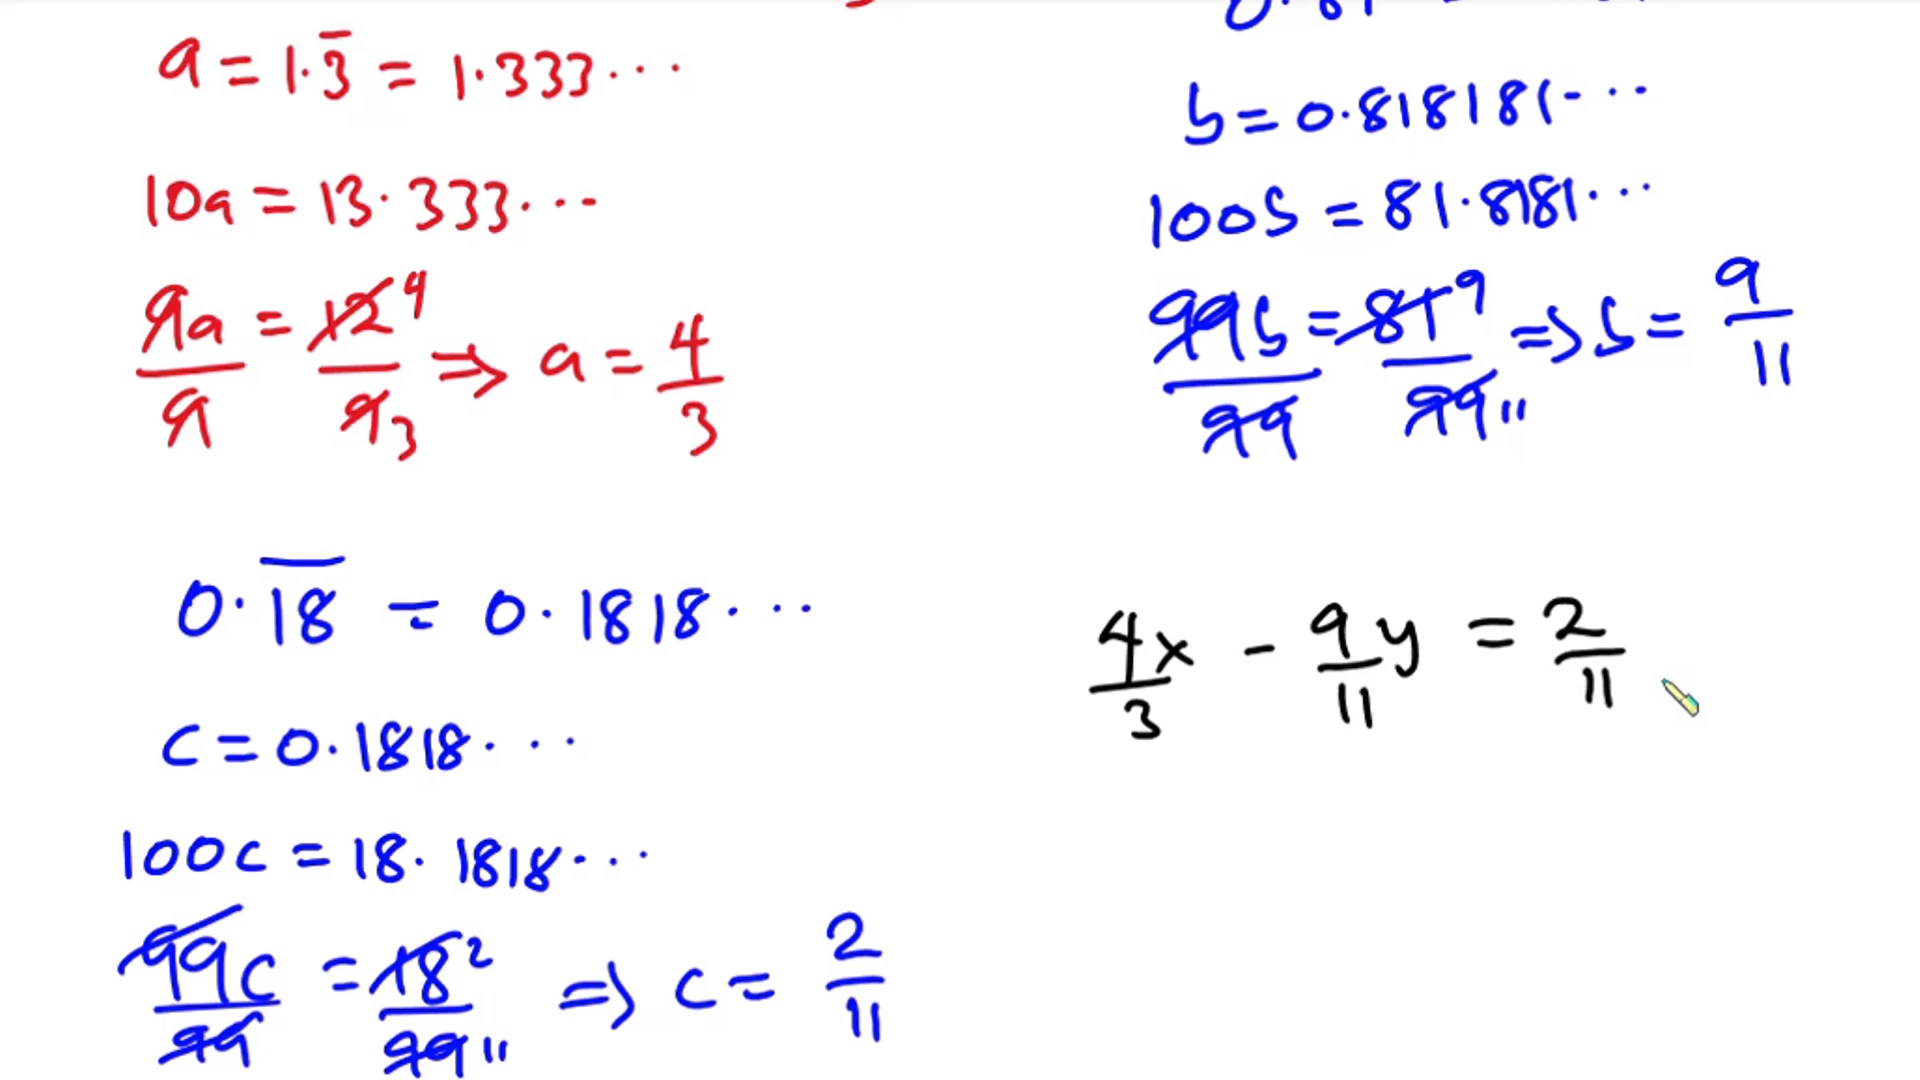 a = 1.3̅ = 1.333...
10a = 13.333...
9a/9 = 12/9 4 3 ⇒ a = 4/3
b = 0.818181...
100b = 81.8181...
99b/99 = 81/99 9 11 ⇒ b = 9/11
0.1̅8̅ = 0.1818...
c = 0.1818...
100c = 18.1818...
99c/99 = 18/99 2 11 ⇒ c = 2/11
4x/3 - 9/11 y = 2/11